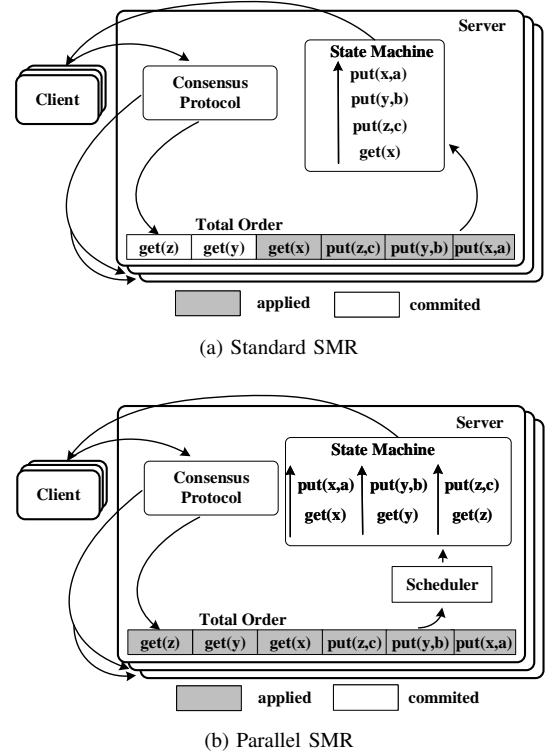 Server
State Machine
Client
Consensus
Protocol
put(x,a)
put(y,b)
put(z,c)
get(x)
Total Order
get(z) get(y) get(x) put(z,c) put(y,b) put(x,a)
applied commited
(a) Standard SMR
Server
State Machine
Client
Consensus
Protocol
put(x,a) put(y,b) put(z,c)
get(x) get(y) get(z)
Scheduler
Total Order
get(z) get(y) get(x) put(z,c) put(y,b) put(x,a)
applied commited
(b) Parallel SMR